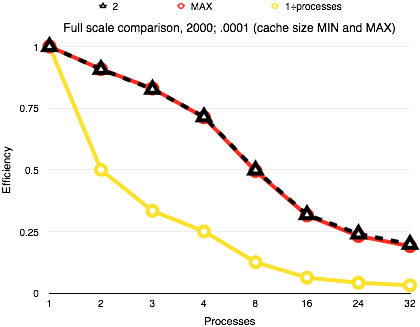 2 MAX 1÷processes
Full scale comparison, 2000; .0001 (cache size MIN and MAX)
1
0.75
0.5
0.25
0
Efficiency
1 2 3 4 8 16 24 32
Processes